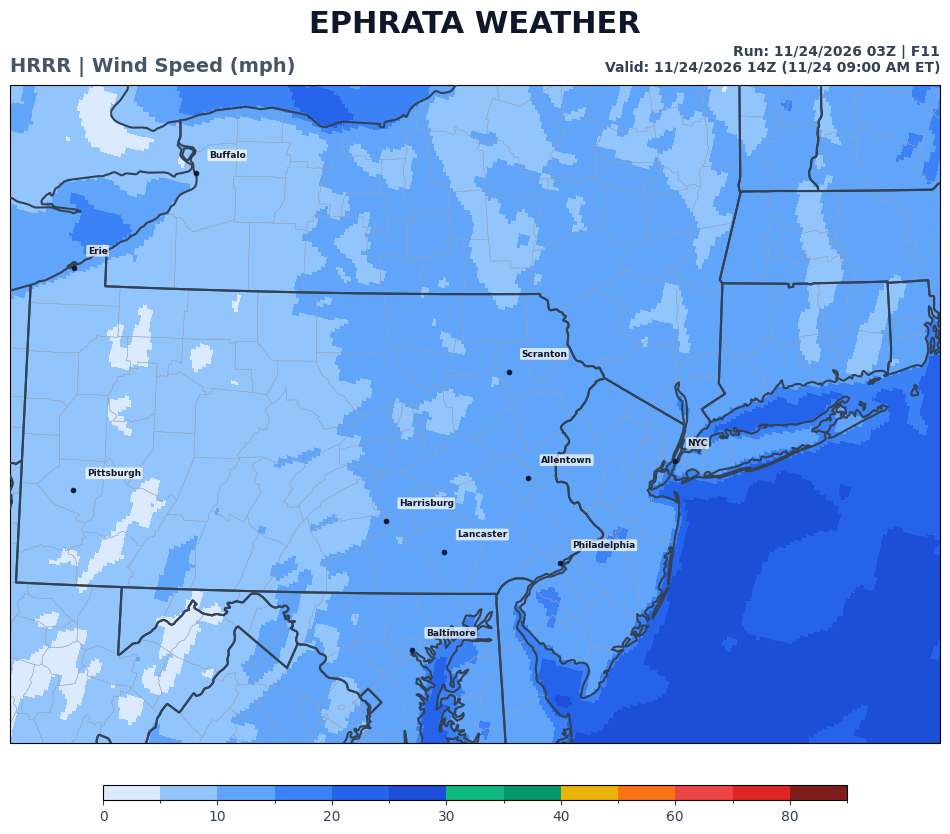 EPHRATA WEATHER
HRRR | Wind Speed (mph)
Run: 11/24/2026 03Z | F11
Valid: 11/24/2026 14Z (11/24 09:00 AM ET)
Buffalo
Erie
Scranton
NYC
Allentown
Pittsburgh
Harrisburg
Lancaster
Philadelphia
Baltimore
0 10 20 30 40 60 80